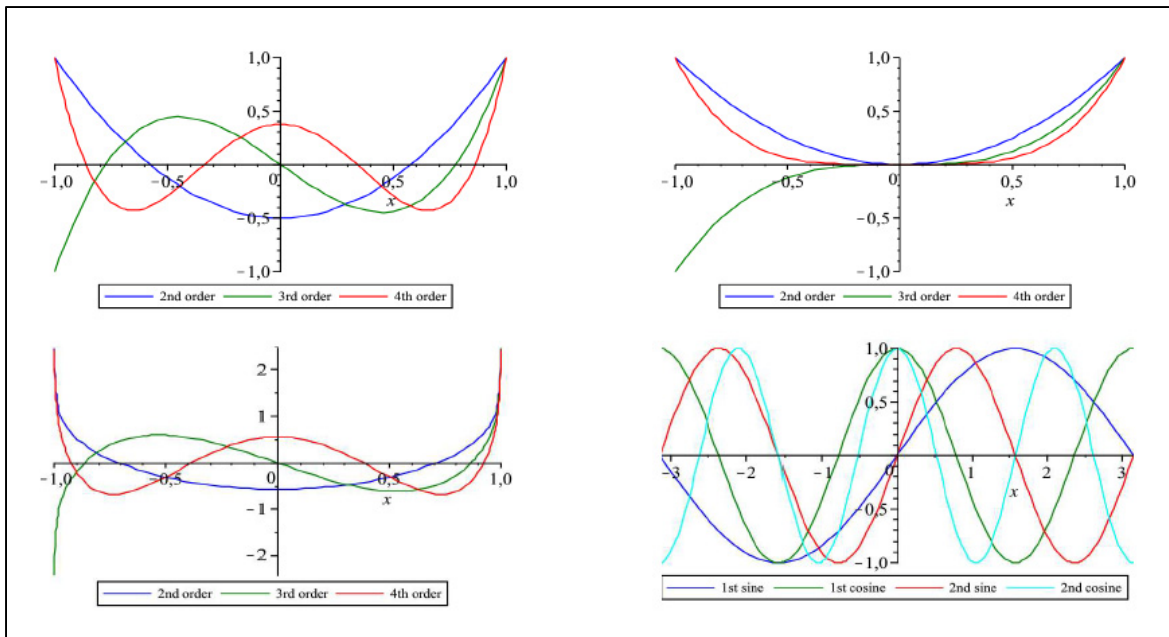 1,0
0,5
-1,0 -0,5 0 0,5 1,0
x
-0,5
-1,0
2nd order 3rd order 4th order
1,0
0,5
-1,0 -0,5 0 0,5 1,0
x
-0,5
-1,0
2nd order 3rd order 4th order
2
1
-1,0 -0,5 0 0,5 1,0
x
-1
-2
2nd order 3rd order 4th order
1,0
0,5
-3 -2 -1 0 1 2 3
x
-0,5
-1,0
1st sine 1st cosine 2nd sine 2nd cosine